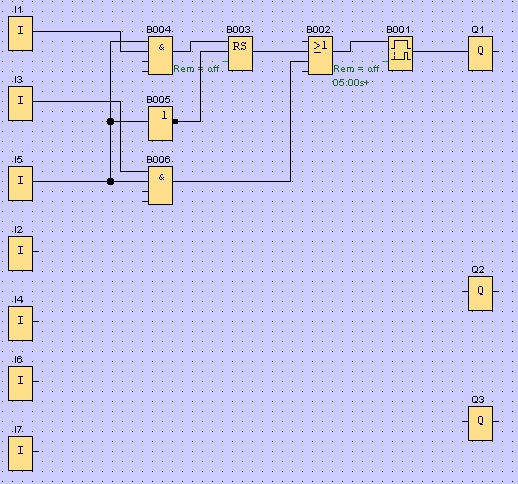 I1
I
B004
&
Rem = off
B003
RS
B002
≥1
Rem = off
05:00s+
B001
Q1
Q
I3
I
B005
1
I5
I
B006
&
I2
I
Q2
Q
I4
I
I6
I
Q3
Q
I7
I